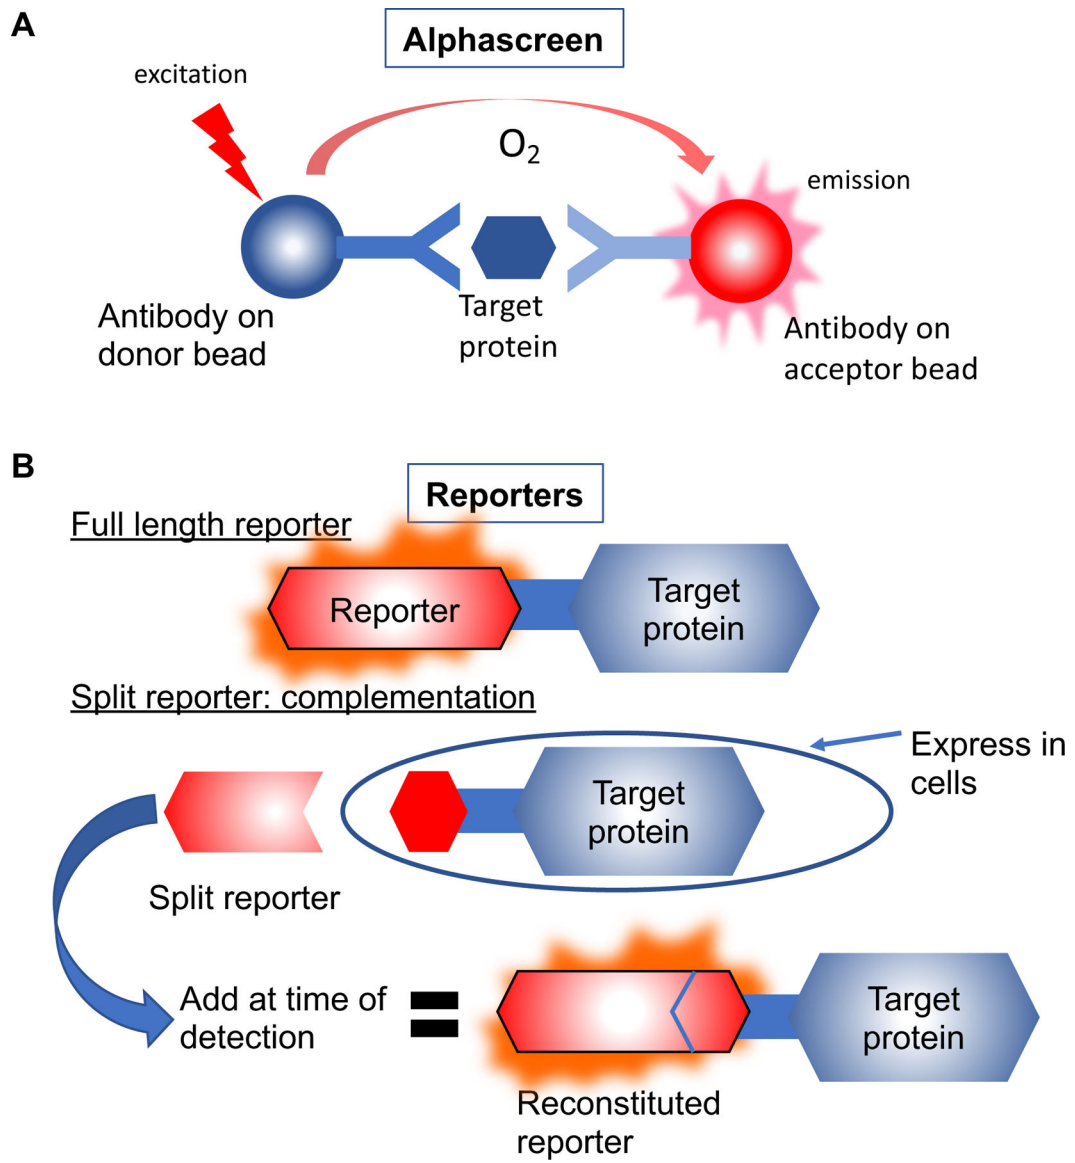 A
Alphascreen
excitation
O₂
emission
Antibody on
donor bead
Target
protein
Antibody on
acceptor bead
B
Reporters
Full length reporter
Reporter
Target
protein
Split reporter: complementation
Express in
cells
Target
protein
Split reporter
Add at time of
detection
=
Target
protein
Reconstituted
reporter